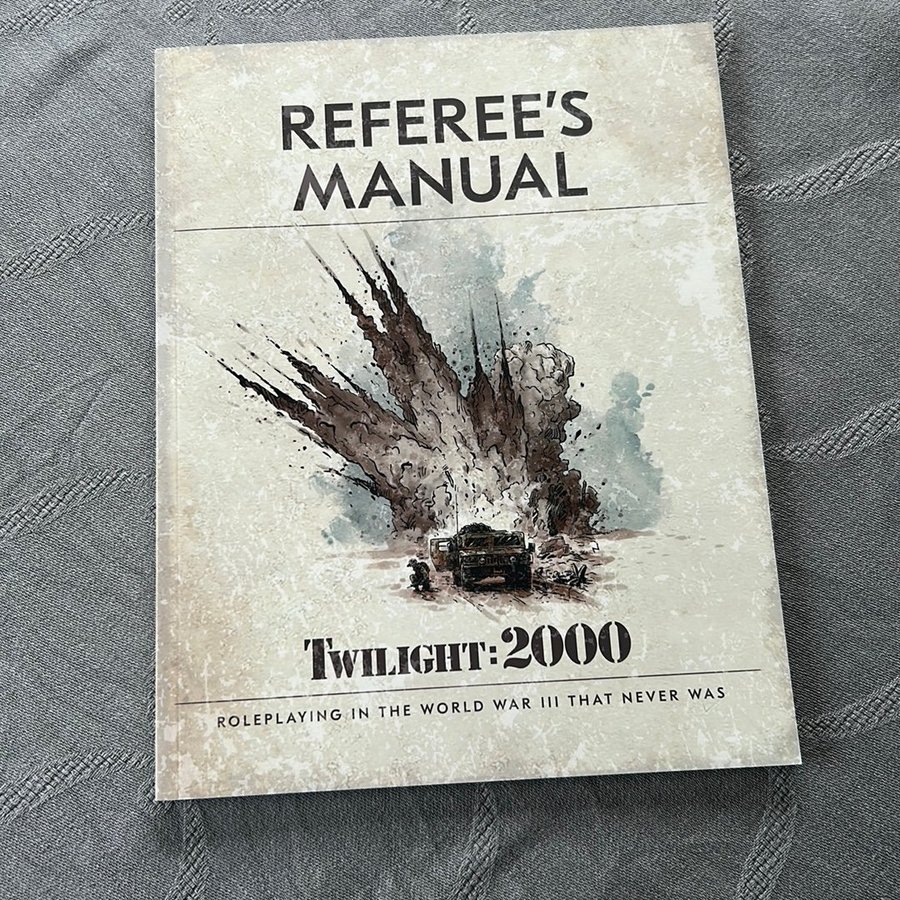 REFEREE'S
MANUAL
TWILIGHT: 2000
ROLEPLAYING IN THE WORLD WAR III THAT NEVER WAS